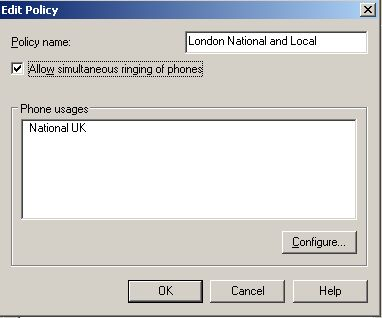 Edit Policy
Policy name: London National and Local
Allow simultaneous ringing of phones
Phone usages
National UK
Configure...
OK Cancel Help